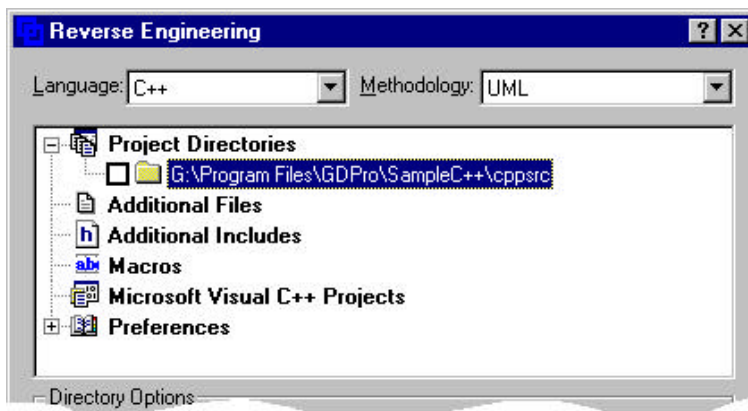 Reverse Engineering
Language: C++ Methodology: UML
Project Directories
G:\Program Files\GDPro\SampleC++\cppsrc
Additional Files
h Additional Includes
ab Macros
Microsoft Visual C++ Projects
Preferences
Directory Options